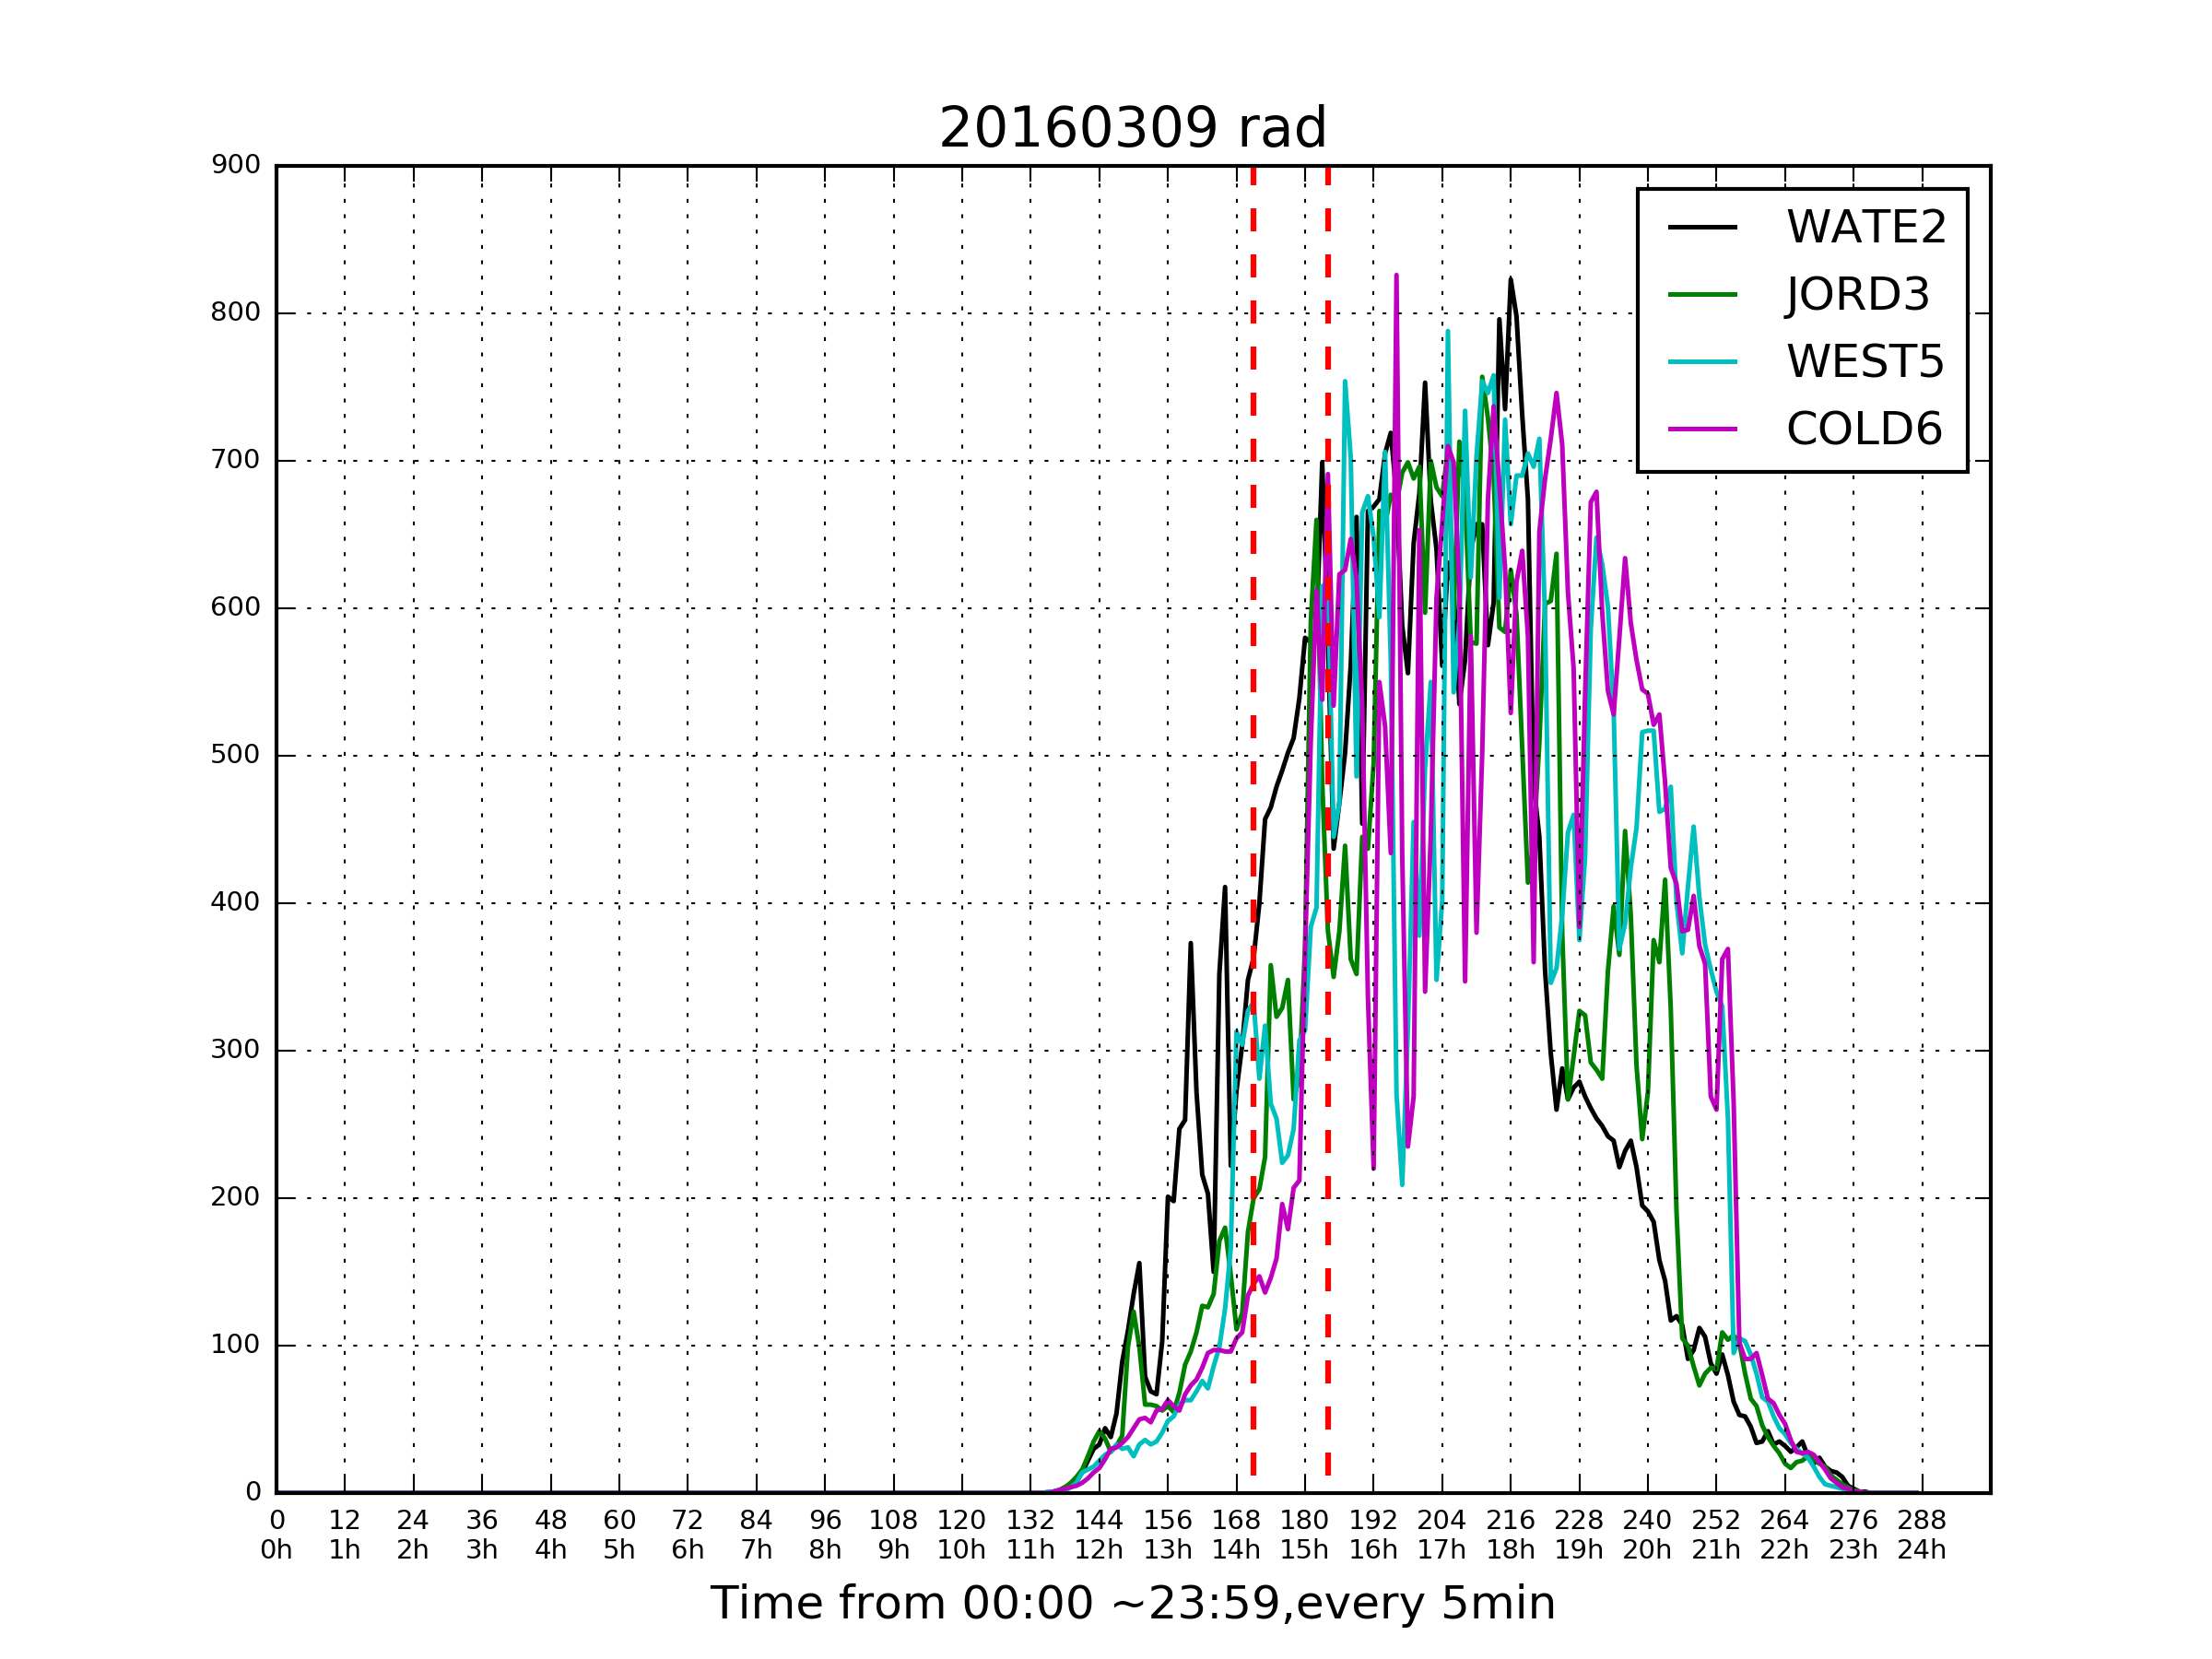 20160309 rad
900
800
700
600
500
400
300
200
100
0
WATE2
JORD3
WEST5
COLD6
0 12 24 36 48 60 72 84 96 108 120 132 144 156 168 180 192 204 216 228 240 252 264 276 288
0h 1h 2h 3h 4h 5h 6h 7h 8h 9h 10h 11h 12h 13h 14h 15h 16h 17h 18h 19h 20h 21h 22h 23h 24h
Time from 00:00 ~23:59,every 5min